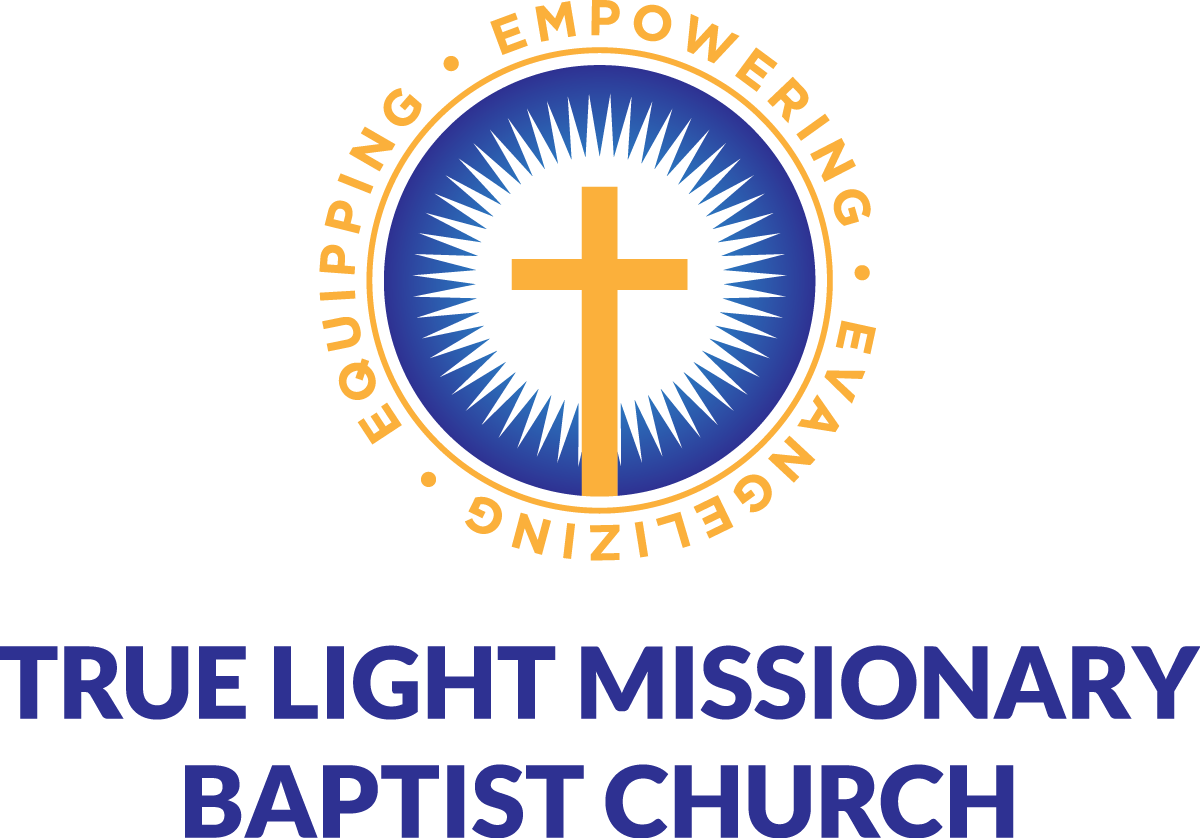 EQUIPPING • EMPOWERING • EVANGELIZING •
TRUE LIGHT MISSIONARY
BAPTIST CHURCH